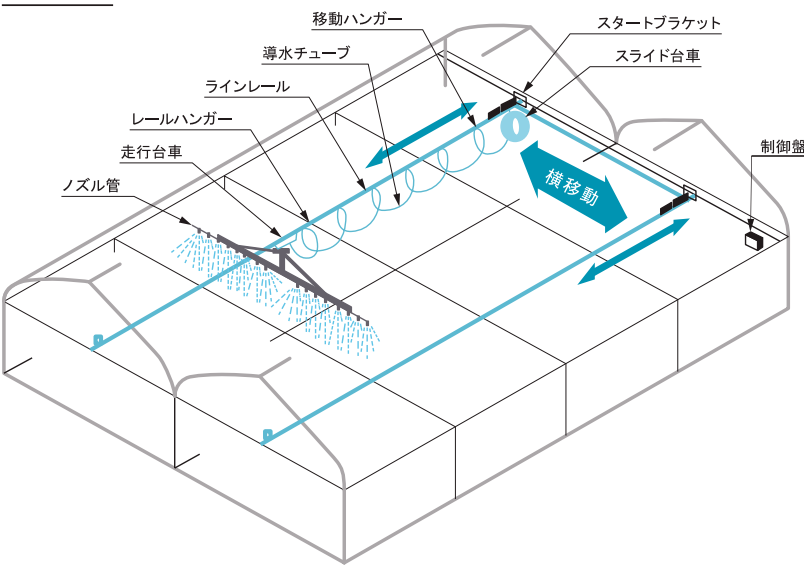 移動ハンガー
スタートブラケット
導水チューブ
スライド台車
ラインレール
レールハンガー
走行台車
制御盤
ノズル管
横移動